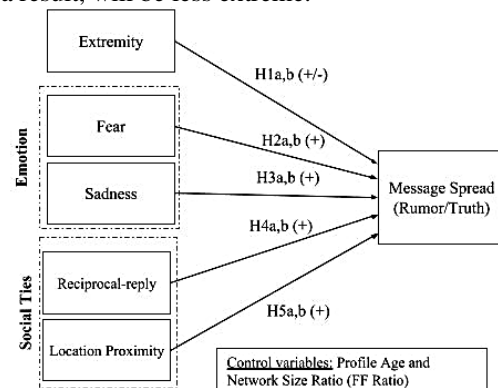 a result, will be less extreme.
Extremity
H1a,b (+/-)
Emotion
Fear
H2a,b (+)
Sadness
H3a,b (+)
Message Spread
(Rumor/Truth)
H4a,b (+)
Social Ties
Reciprocal-reply
Location Proximity
H5a,b (+)
Control variables: Profile Age and
Network Size Ratio (FF Ratio)